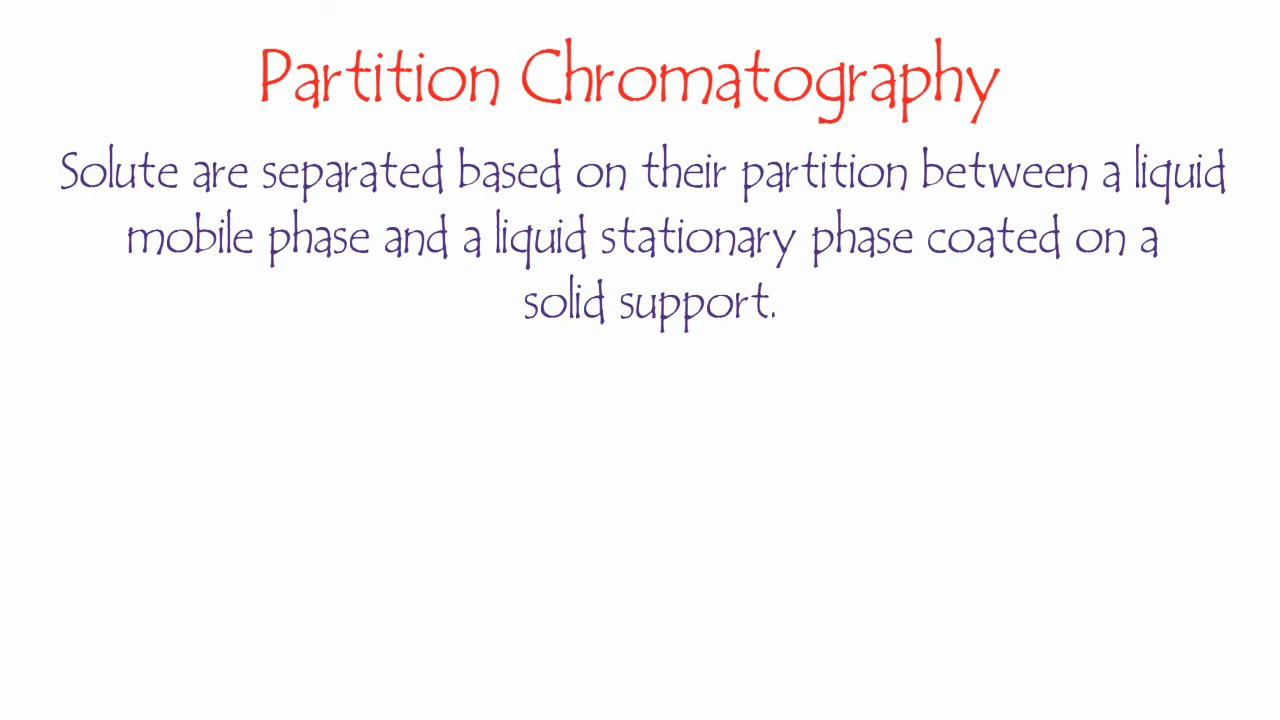 Partition Chromatography
Solute are separated based on their partition between a liquid
mobile phase and a liquid stationary phase coated on a
solid support.